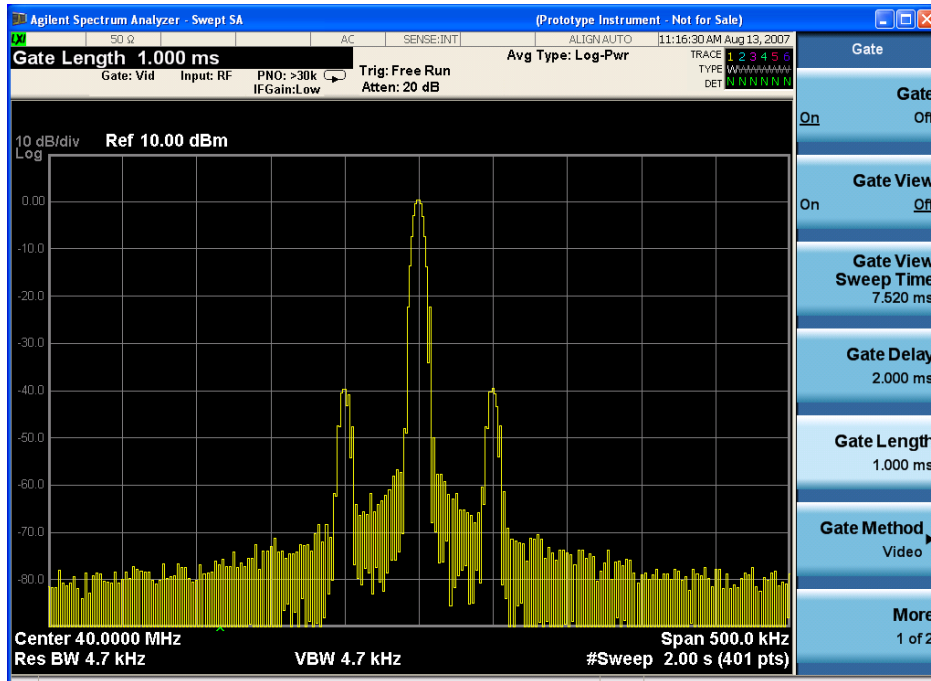 Agilent Spectrum Analyzer - Swept SA (Prototype Instrument - Not for Sale)
LXI 50 Ω AC SENSE:INT ALIGN AUTO 11:16:30 AM Aug 13, 2007
Gate Length 1.000 ms
Gate: Vid Input: RF PNO: >30k
IFGain:Low
Trig: Free Run
Atten: 20 dB
Avg Type: Log-Pwr
TRACE 1 2 3 4 5 6
TYPE
DET N N N N N N
10 dB/div Ref 10.00 dBm
Log
0.00
-10.0
-20.0
-30.0
-40.0
-50.0
-60.0
-70.0
-80.0
Center 40.0000 MHz Span 500.0 kHz
Res BW 4.7 kHz VBW 4.7 kHz #Sweep 2.00 s (401 pts)
Gate
Gate
On Off
Gate View
On Off
Gate View
Sweep Time
7.520 ms
Gate Delay
2.000 ms
Gate Length
1.000 ms
Gate Method
Video
More
1 of 2